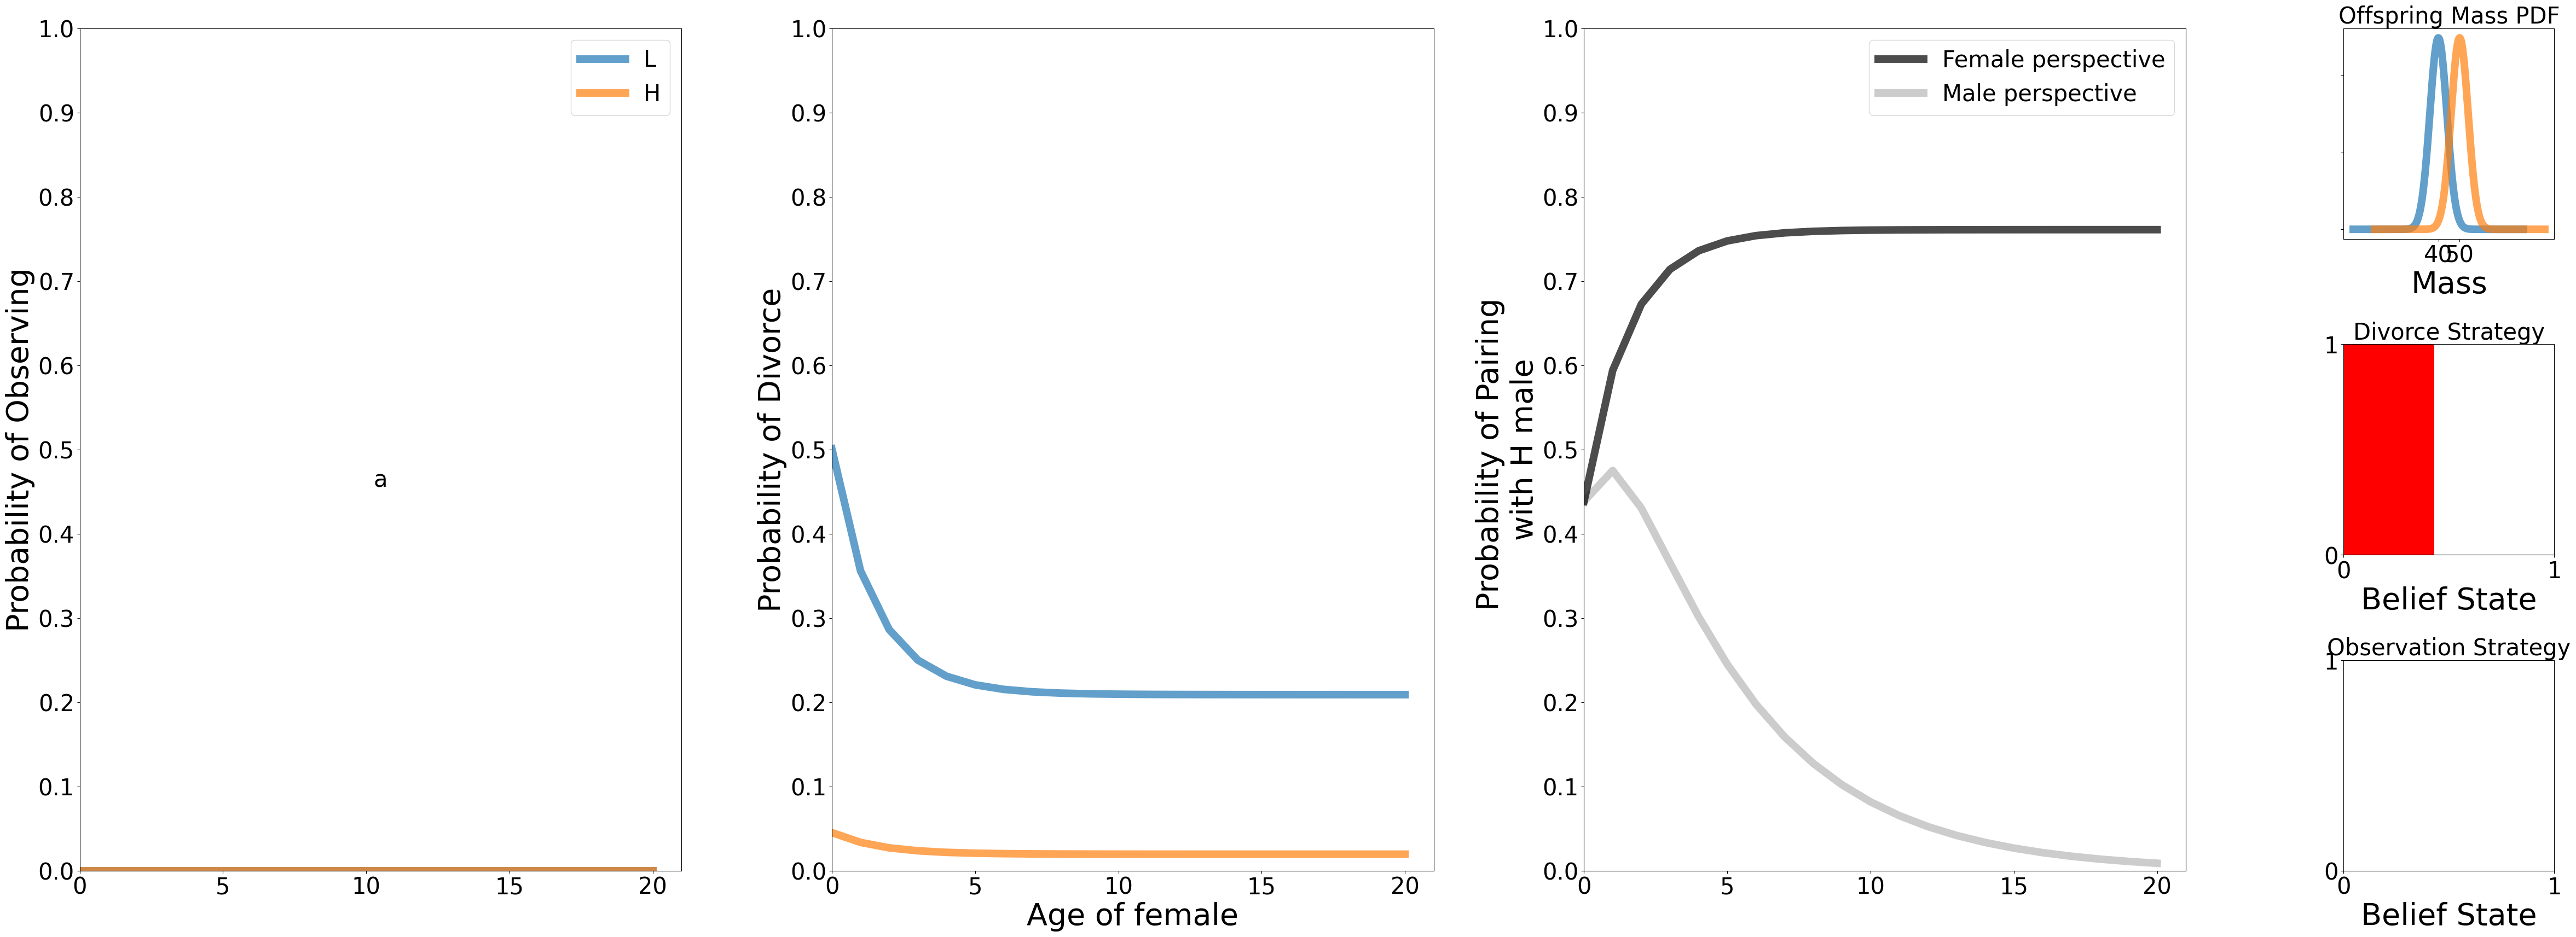 Probability of Observing
1.0
0.9
0.8
0.7
0.6
0.5
0.4
0.3
0.2
0.1
0.0
0 5 10 15 20
L
H
a
Probability of Divorce
1.0
0.9
0.8
0.7
0.6
0.5
0.4
0.3
0.2
0.1
0.0
0 5 10 15 20
Age of female
Probability of Pairing
with H male
1.0
0.9
0.8
0.7
0.6
0.5
0.4
0.3
0.2
0.1
0.0
0 5 10 15 20
Female perspective
Male perspective
Offspring Mass PDF
40 50
Mass
Divorce Strategy
1
0
0 1
Belief State
Observation Strategy
1
0
0 1
Belief State